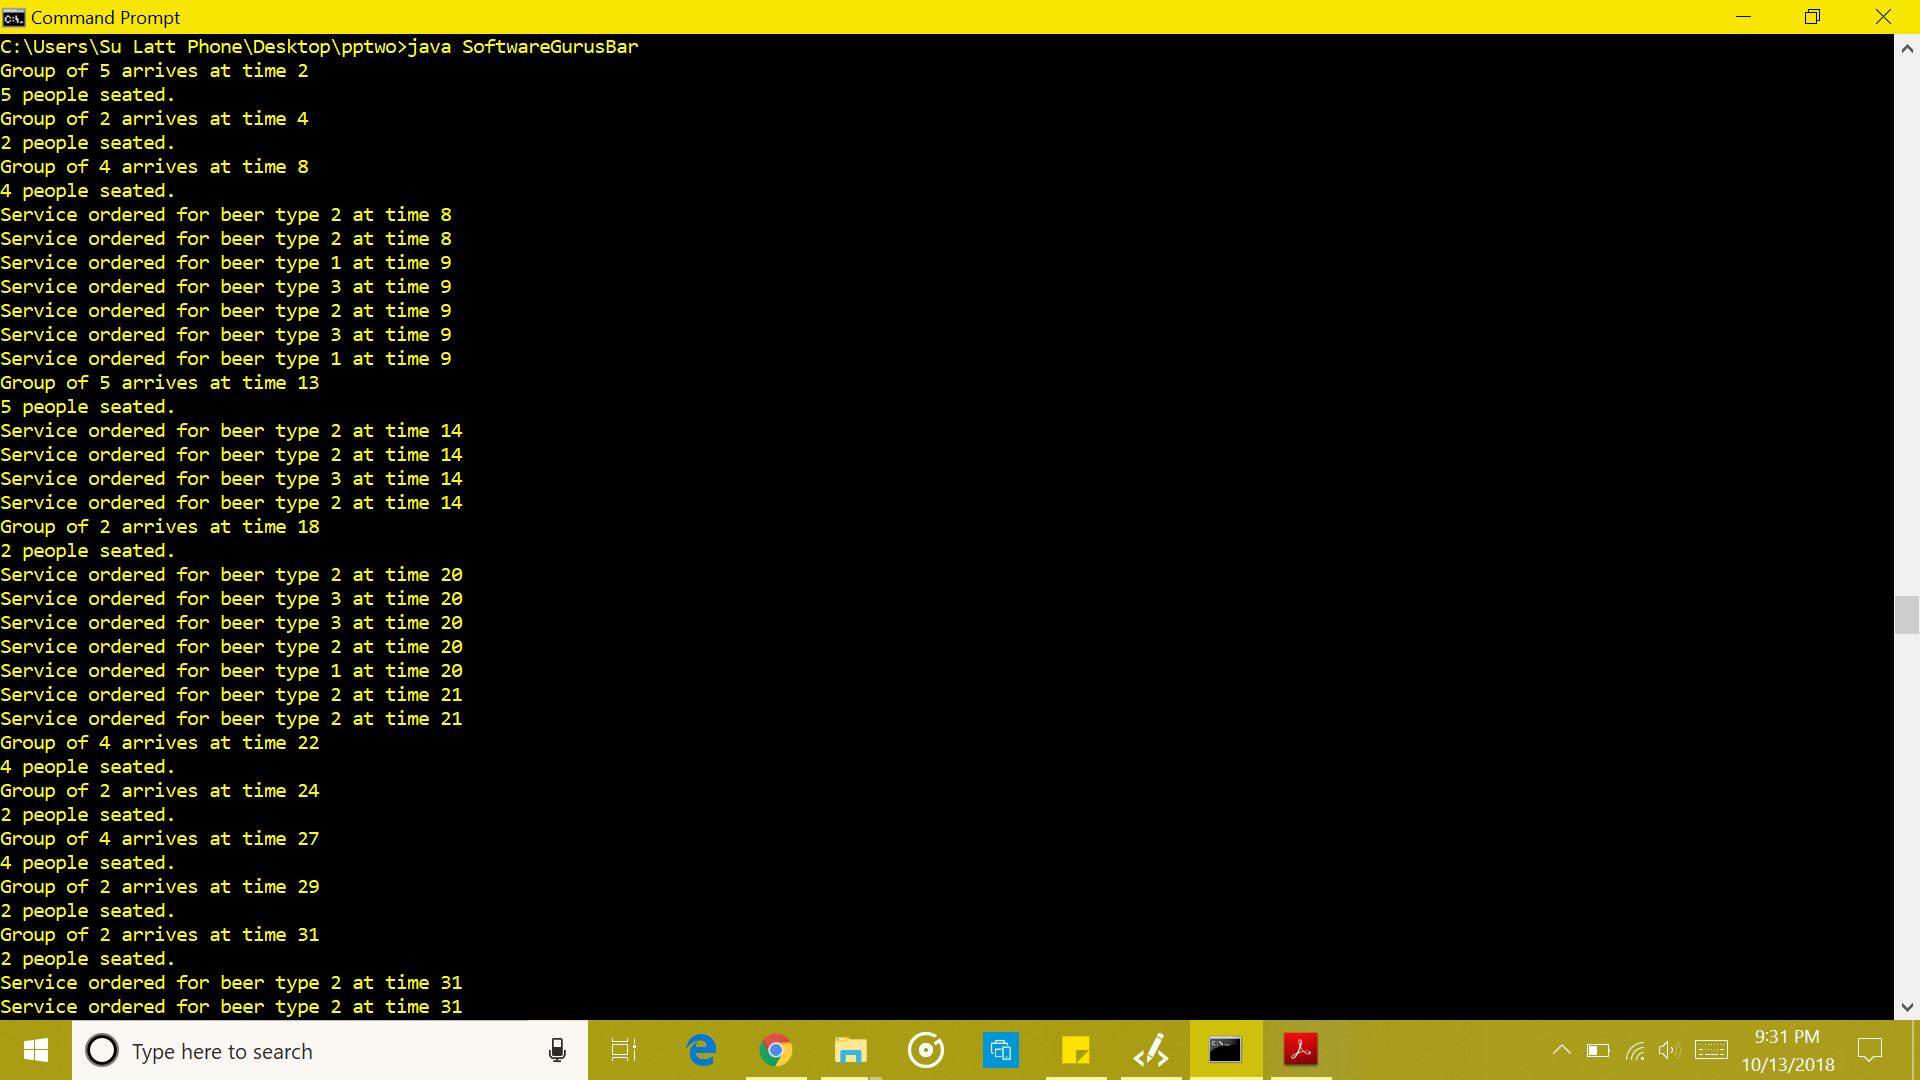 Command Prompt
C:\Users\Su Latt Phone\Desktop\pptwo>java SoftwareGurusBar
Group of 5 arrives at time 2
5 people seated.
Group of 2 arrives at time 4
2 people seated.
Group of 4 arrives at time 8
4 people seated.
Service ordered for beer type 2 at time 8
Service ordered for beer type 2 at time 8
Service ordered for beer type 1 at time 9
Service ordered for beer type 3 at time 9
Service ordered for beer type 2 at time 9
Service ordered for beer type 3 at time 9
Service ordered for beer type 1 at time 9
Group of 5 arrives at time 13
5 people seated.
Service ordered for beer type 2 at time 14
Service ordered for beer type 2 at time 14
Service ordered for beer type 3 at time 14
Service ordered for beer type 2 at time 14
Group of 2 arrives at time 18
2 people seated.
Service ordered for beer type 2 at time 20
Service ordered for beer type 3 at time 20
Service ordered for beer type 3 at time 20
Service ordered for beer type 2 at time 20
Service ordered for beer type 1 at time 20
Service ordered for beer type 2 at time 21
Service ordered for beer type 2 at time 21
Group of 4 arrives at time 22
4 people seated.
Group of 2 arrives at time 24
2 people seated.
Group of 4 arrives at time 27
4 people seated.
Group of 2 arrives at time 29
2 people seated.
Group of 2 arrives at time 31
2 people seated.
Service ordered for beer type 2 at time 31
Service ordered for beer type 2 at time 31
Type here to search
9:31 PM
10/13/2018